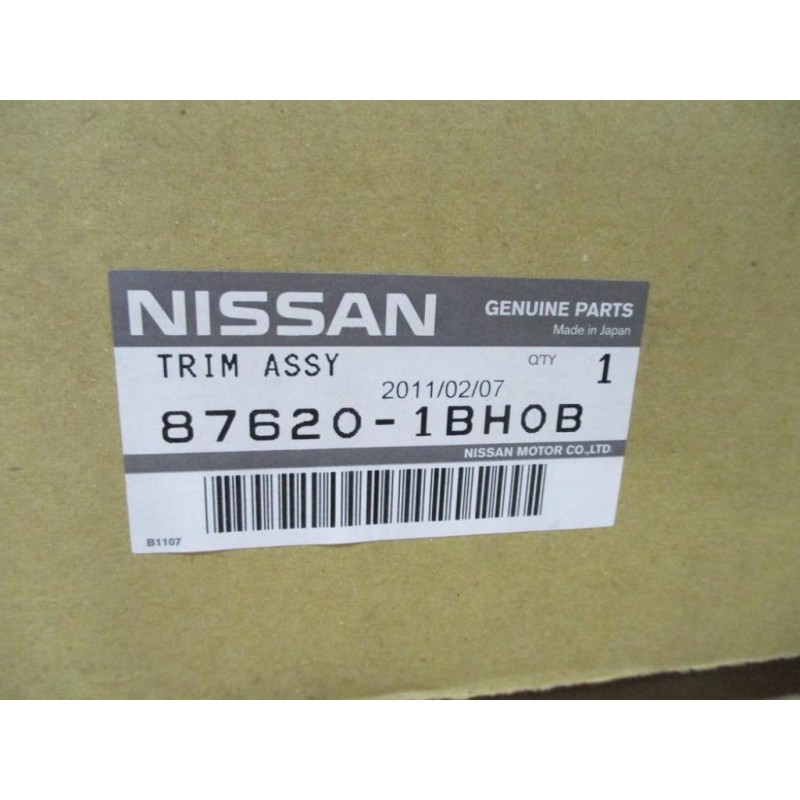 NISSAN GENUINE PARTS
Made in Japan
TRIM ASSY Q'TY 1
2011/02/07
87620-1BH0B
NISSAN MOTOR CO.,LTD.
B1107